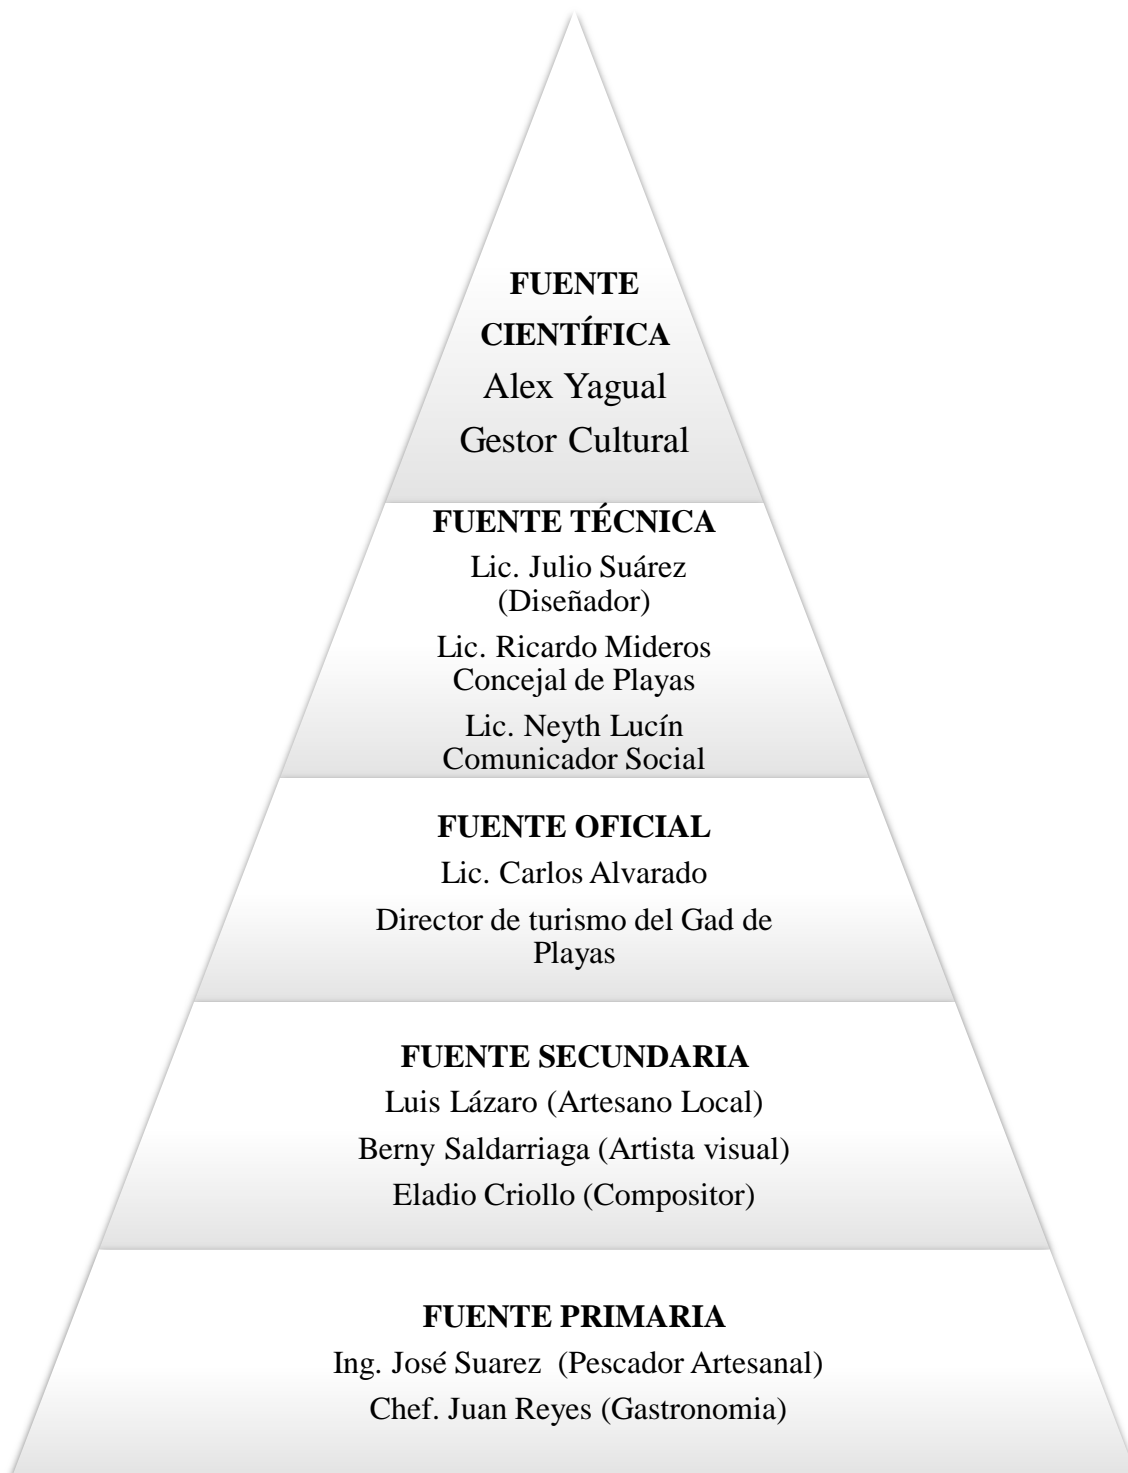 FUENTE
CIENTÍFICA
Alex Yagual
Gestor Cultural
FUENTE TÉCNICA
Lic. Julio Suárez
(Diseñador)
Lic. Ricardo Mideros
Concejal de Playas
Lic. Neyth Lucín
Comunicador Social
FUENTE OFICIAL
Lic. Carlos Alvarado
Director de turismo del Gad de
Playas
FUENTE SECUNDARIA
Luis Lázaro (Artesano Local)
Berny Saldarriaga (Artista visual)
Eladio Criollo (Compositor)
FUENTE PRIMARIA
Ing. José Suarez (Pescador Artesanal)
Chef. Juan Reyes (Gastronomia)